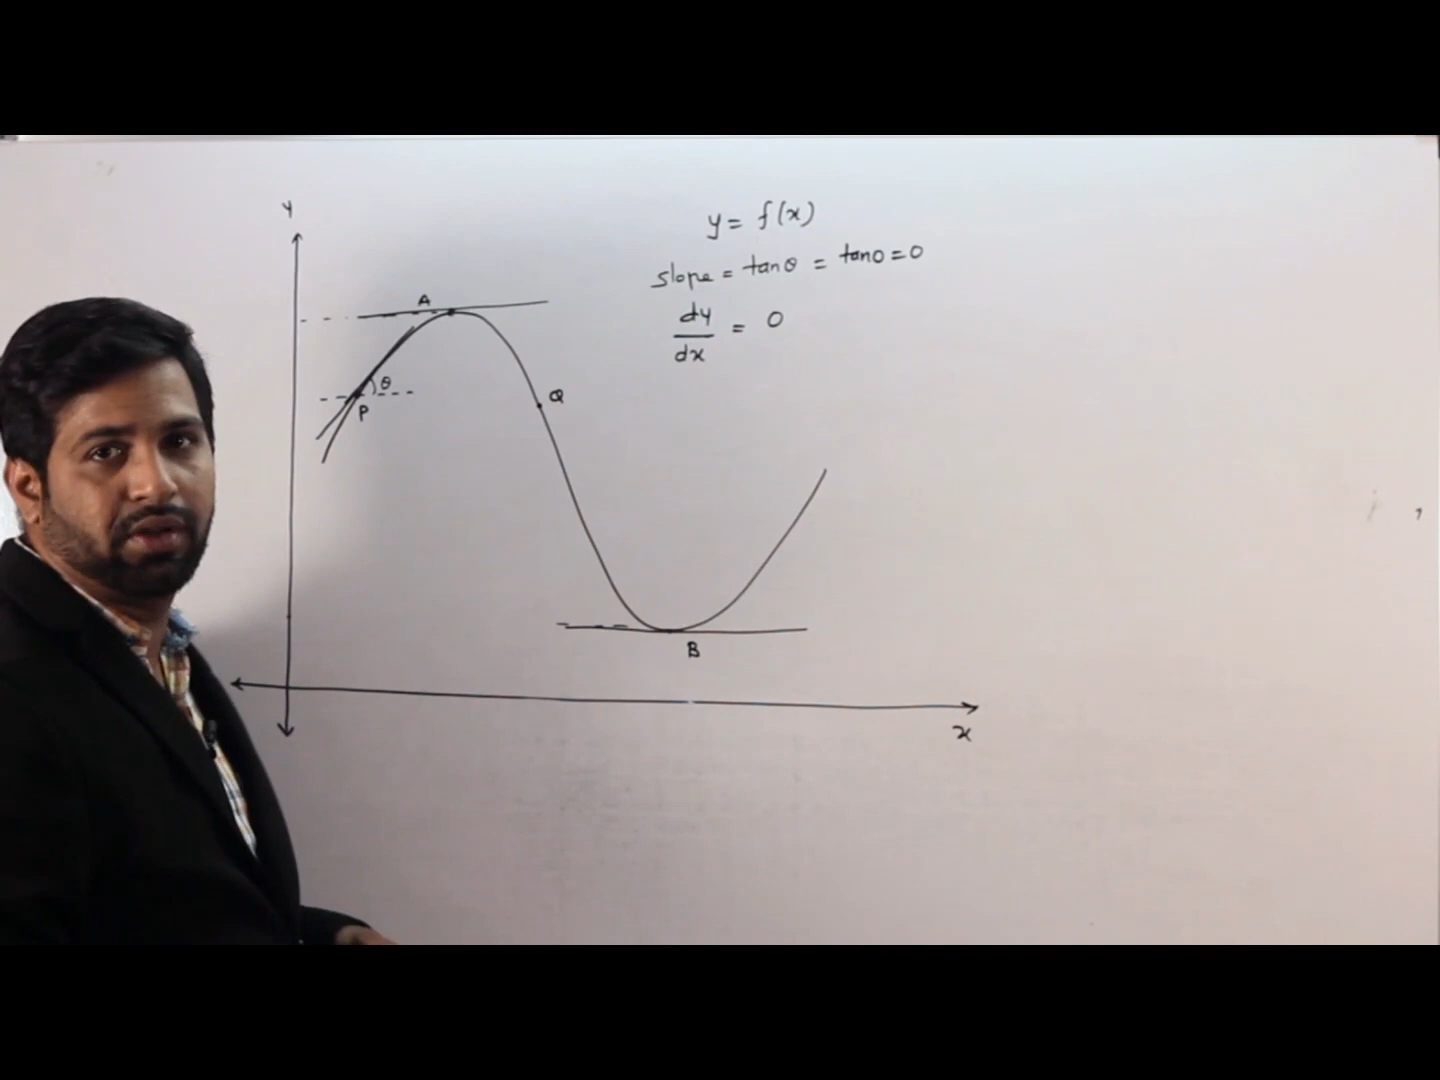 Y
y = f(x)
slope = tanθ = tan0 = 0
dy/dx = 0
A
θ
P
Q
B
x